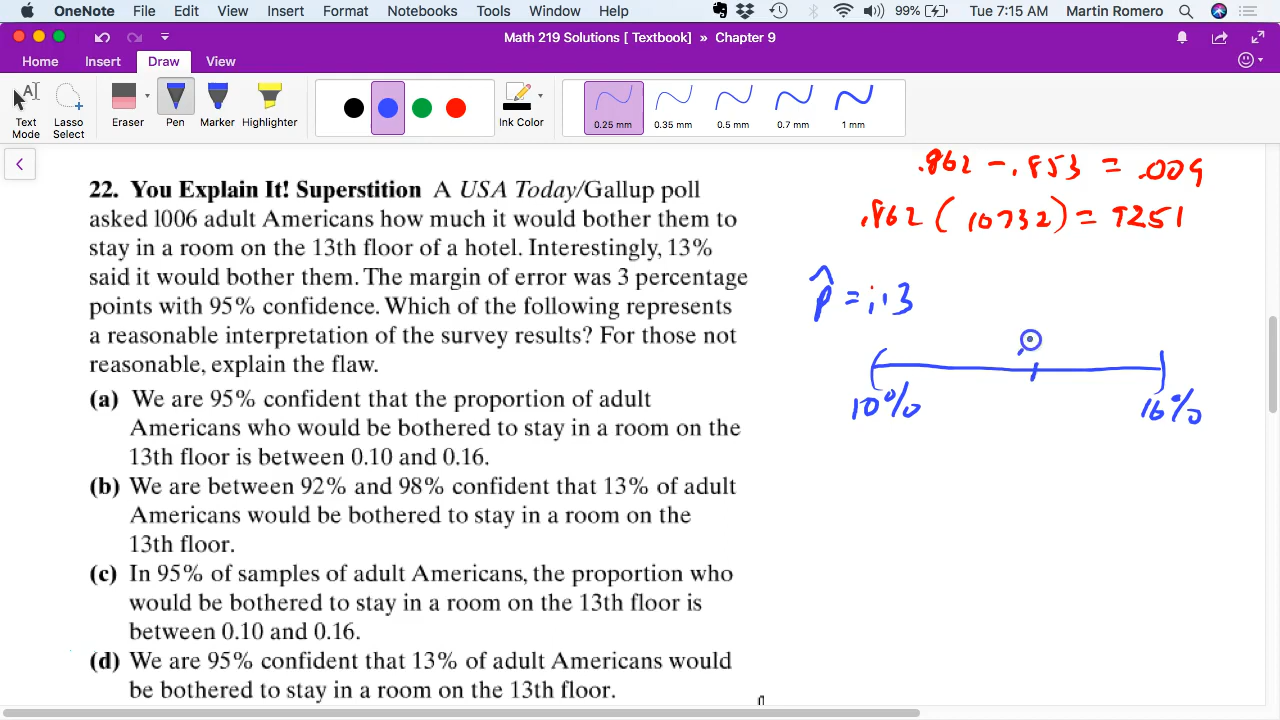 OneNote File Edit View Insert Format Notebooks Tools Window Help 99% Tue 7:15 AM Martin Romero
Math 219 Solutions [ Textbook] » Chapter 9
Home Insert Draw View
Text Mode Lasso Select Eraser Pen Marker Highlighter Ink Color 0.25 mm 0.35 mm 0.5 mm 0.7 mm 1 mm
.862 - .853 = .009
.862 ( 10732) = 9251
22. You Explain It! Superstition A USA Today/Gallup poll
asked 1006 adult Americans how much it would bother them to
stay in a room on the 13th floor of a hotel. Interestingly, 13%
said it would bother them. The margin of error was 3 percentage
points with 95% confidence. Which of the following represents
a reasonable interpretation of the survey results? For those not
reasonable, explain the flaw.
(a) We are 95% confident that the proportion of adult
Americans who would be bothered to stay in a room on the
13th floor is between 0.10 and 0.16.
(b) We are between 92% and 98% confident that 13% of adult
Americans would be bothered to stay in a room on the
13th floor.
(c) In 95% of samples of adult Americans, the proportion who
would be bothered to stay in a room on the 13th floor is
between 0.10 and 0.16.
(d) We are 95% confident that 13% of adult Americans would
be bothered to stay in a room on the 13th floor.
p̂ = .13
10% 16%